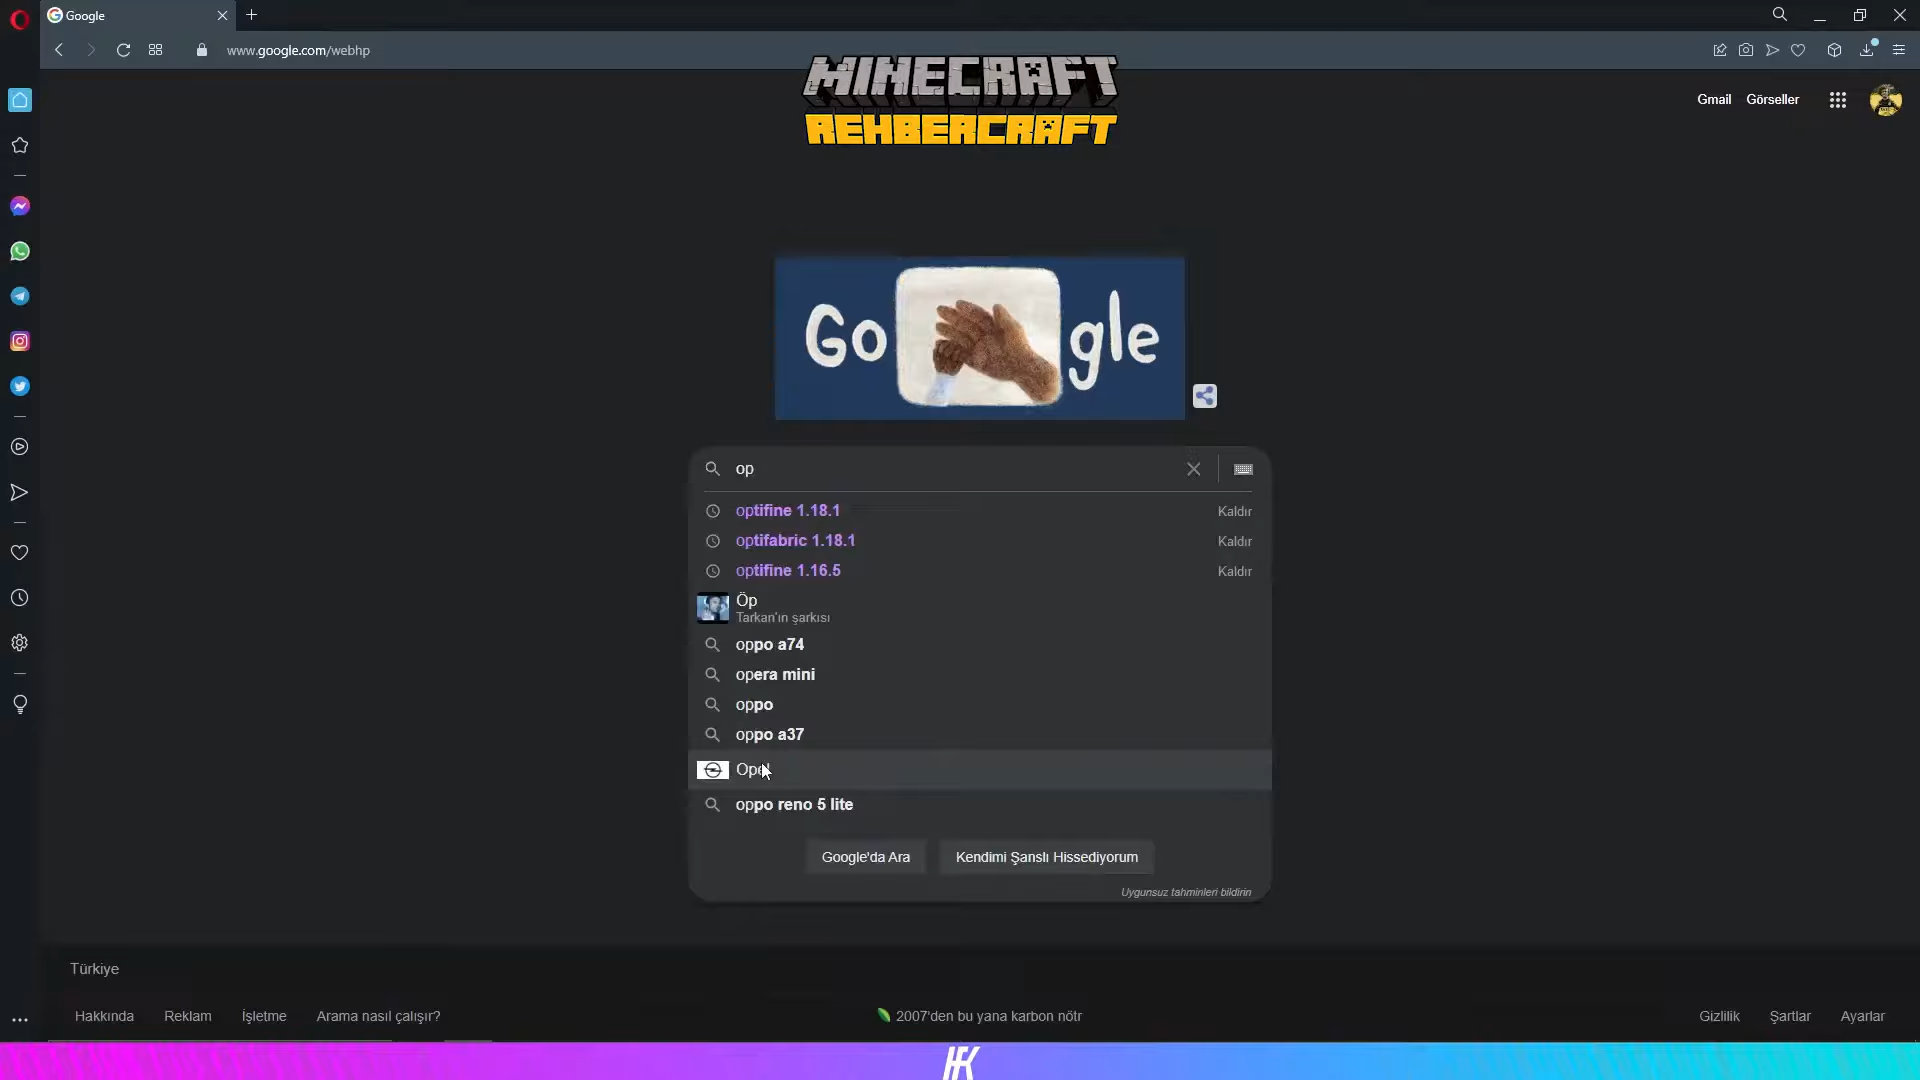 Google
www.google.com/webhp
MINECRAFT
REHBERCRAFT
Gmail Görseller
Go gle
op
optifine 1.18.1 Kaldır
optifabric 1.18.1 Kaldır
optifine 1.16.5 Kaldır
Öp
Tarkan'ın şarkısı
oppo a74
opera mini
oppo
oppo a37
Opel
oppo reno 5 lite
Google'da Ara Kendimi Şanslı Hissediyorum
Uygunsuz tahminleri bildirin
Türkiye
Hakkında Reklam İşletme Arama nasıl çalışır? 2007'den bu yana karbon nötr Gizlilik Şartlar Ayarlar